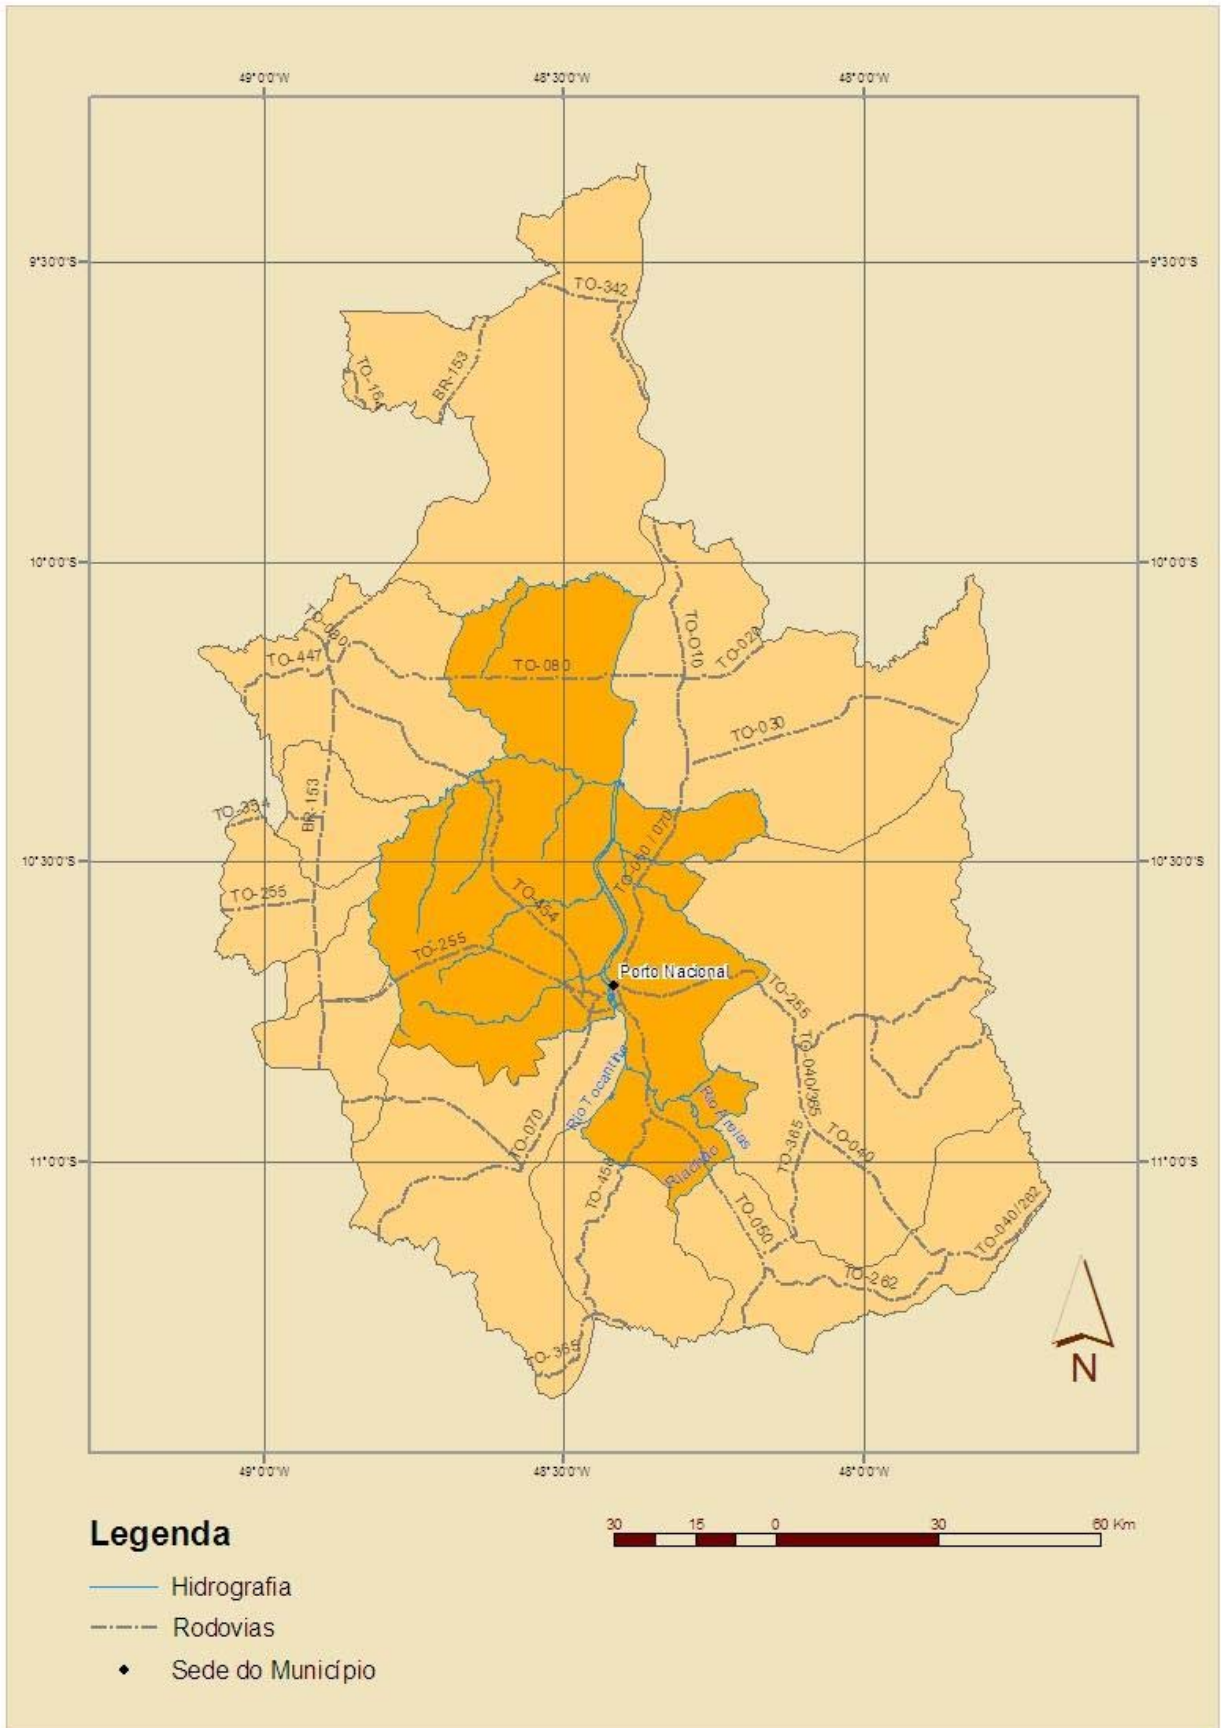 49°0'0"W 48°30'0"W 48°0'0"W
9°30'0"S 9°30'0"S
TO-342
TO-164
BR-153
10°0'0"S 10°0'0"S
TO-080
TO-010
TO-020
TO-447
TO-080
TO-030
BR-153
TO-354
TO-050 / 070
10°30'0"S 10°30'0"S
TO-255
TO-454
TO-255
Porto Nacional
TO-255
Rio Tocantins
TO-040/365
Rio Areias
TO-070
TO-365
TO-040
Riachão
11°0'0"S 11°0'0"S
TO-458
TO-050
TO-040/262
TO-262
N
49°0'0"W 48°30'0"W 48°0'0"W
Legenda
30 15 0 30 60 Km
Hidrografia
Rodovias
Sede do Município